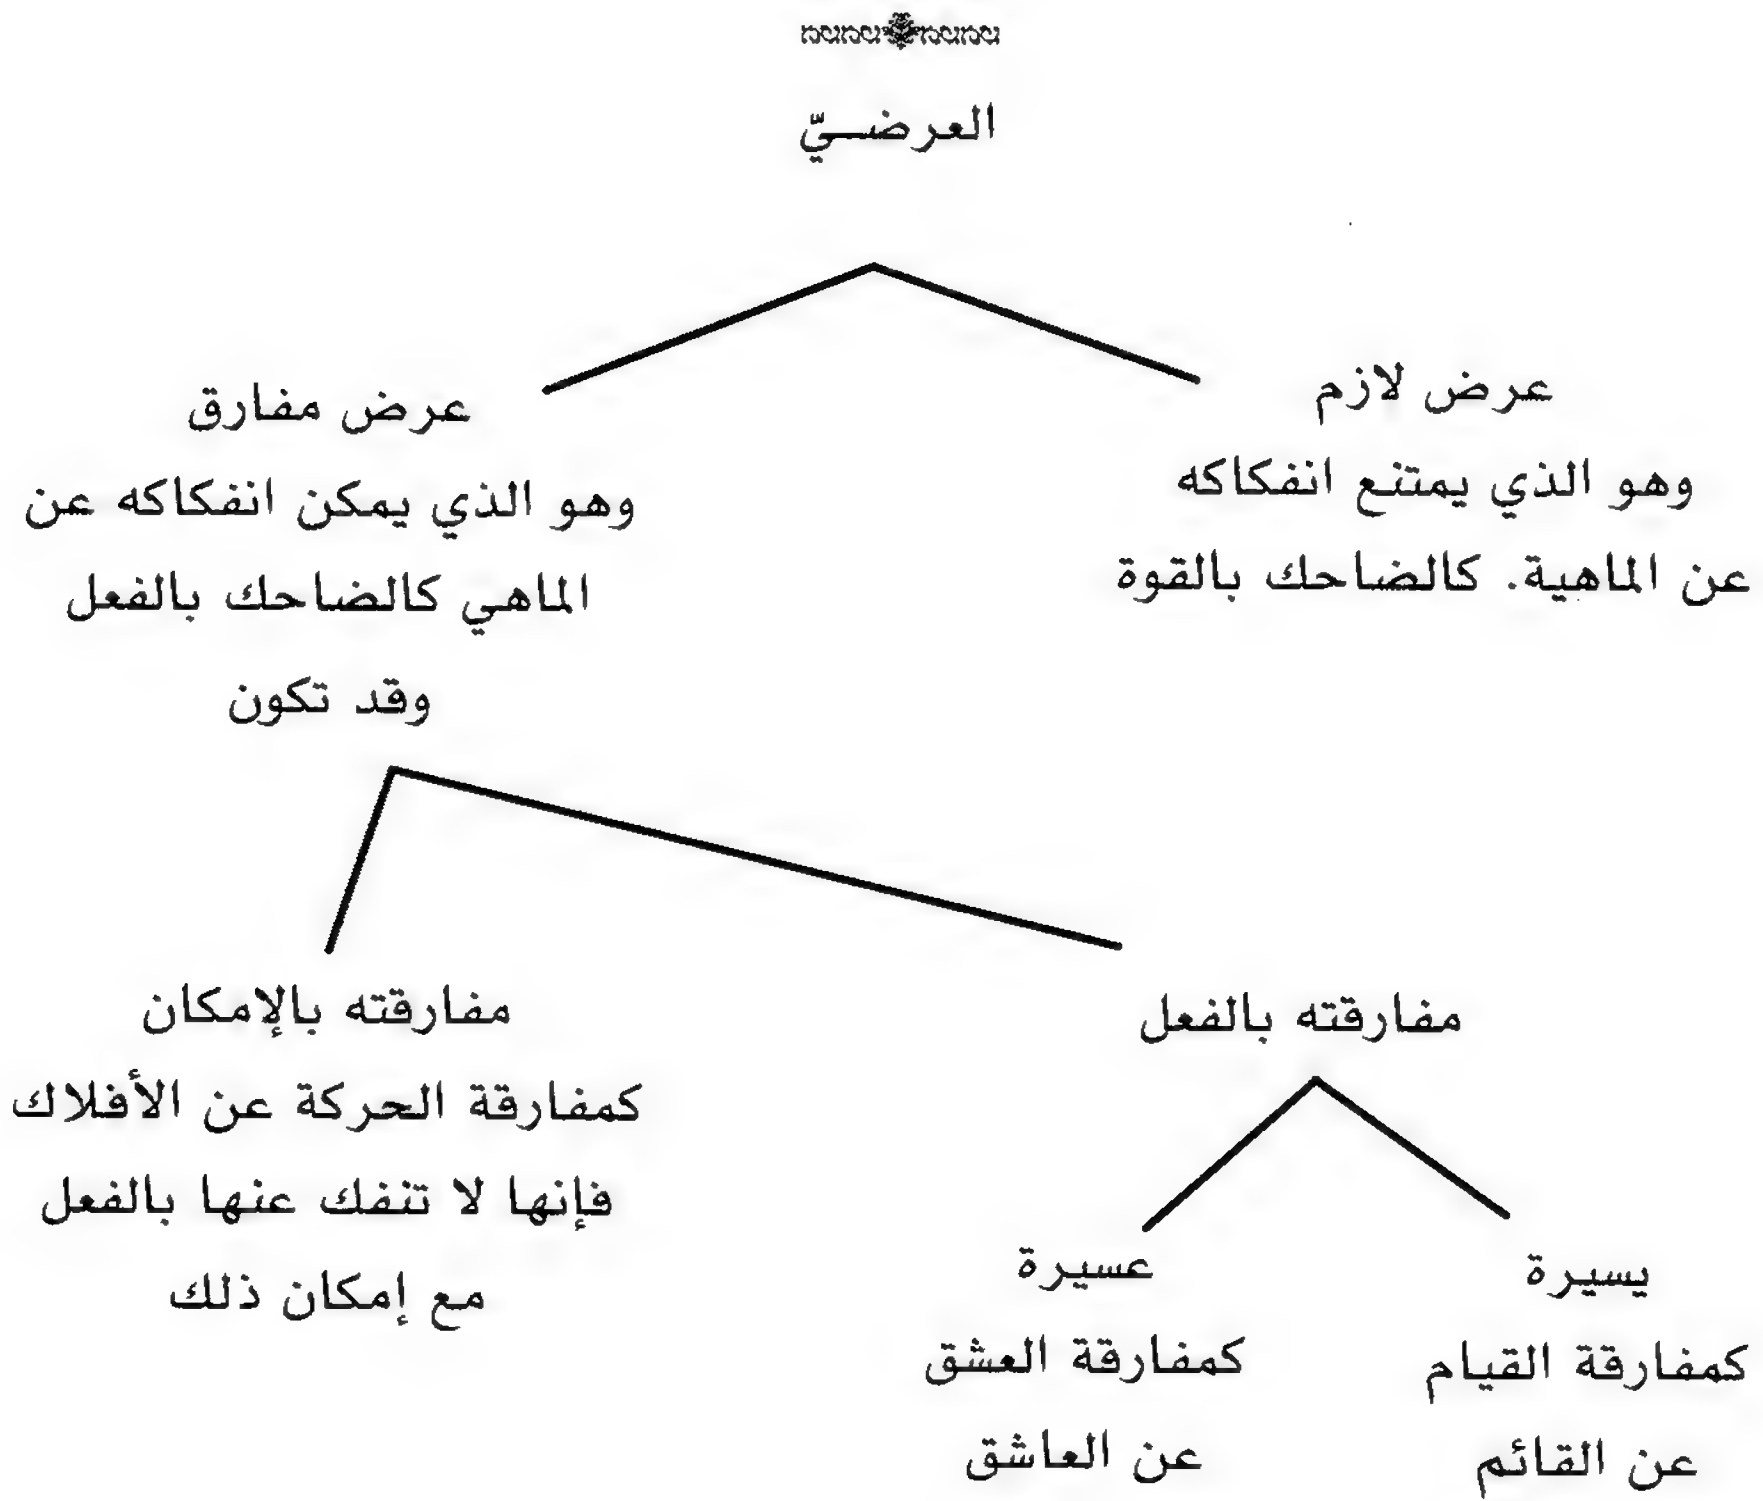 العرضـيّ
عرض لازم
وهو الذي يمتنع انفكاكه
عن الماهية. كالضاحك بالقوة
عرض مفارق
وهو الذي يمكن انفكاكه عن
الماهي كالضاحك بالفعل
وقد تكون
مفارقته بالفعل
يسيرة
كمفارقة القيام
عن القائم
عسيرة
كمفارقة العشق
عن العاشق
مفارقته بالإمكان
كمفارقة الحركة عن الأفلاك
فإنها لا تنفك عنها بالفعل
مع إمكان ذلك